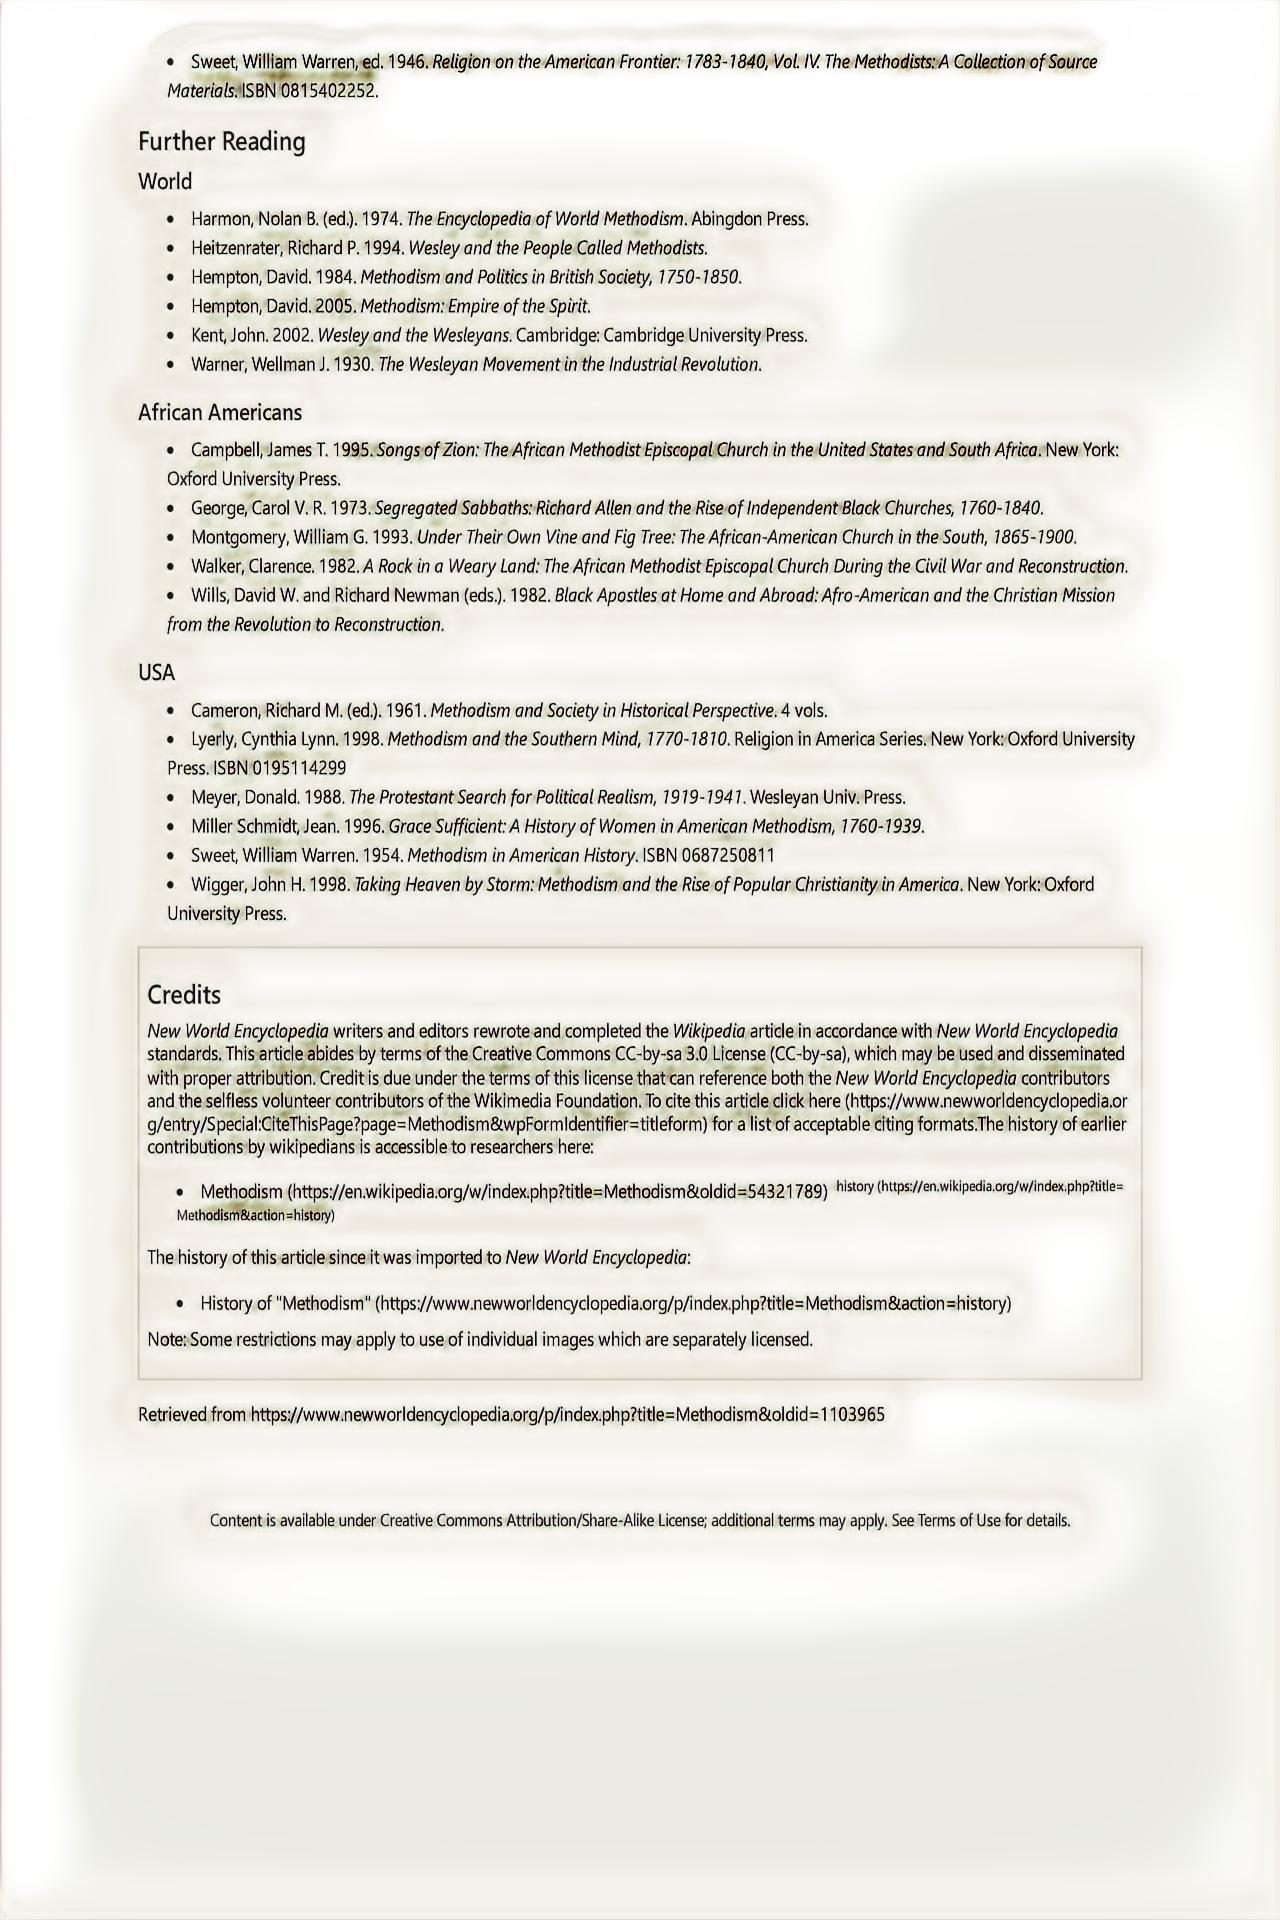 • Sweet, William Warren, ed. 1946. Religion on the American Frontier: 1783-1840, Vol. IV. The Methodists: A Collection of Source
Materials. ISBN 0815402252.
Further Reading
World
• Harmon, Nolan B. (ed.). 1974. The Encyclopedia of World Methodism. Abingdon Press.
• Heitzenrater, Richard P. 1994. Wesley and the People Called Methodists.
• Hempton, David. 1984. Methodism and Politics in British Society, 1750-1850.
• Hempton, David. 2005. Methodism: Empire of the Spirit.
• Kent, John. 2002. Wesley and the Wesleyans. Cambridge: Cambridge University Press.
• Warner, Wellman J. 1930. The Wesleyan Movement in the Industrial Revolution.
African Americans
• Campbell, James T. 1995. Songs of Zion: The African Methodist Episcopal Church in the United States and South Africa. New York:
Oxford University Press.
• George, Carol V. R. 1973. Segregated Sabbaths: Richard Allen and the Rise of Independent Black Churches, 1760-1840.
• Montgomery, William G. 1993. Under Their Own Vine and Fig Tree: The African-American Church in the South, 1865-1900.
• Walker, Clarence. 1982. A Rock in a Weary Land: The African Methodist Episcopal Church During the Civil War and Reconstruction.
• Wills, David W. and Richard Newman (eds.). 1982. Black Apostles at Home and Abroad: Afro-American and the Christian Mission
from the Revolution to Reconstruction.
USA
• Cameron, Richard M. (ed.). 1961. Methodism and Society in Historical Perspective. 4 vols.
• Lyerly, Cynthia Lynn. 1998. Methodism and the Southern Mind, 1770-1810. Religion in America Series. New York: Oxford University
Press. ISBN 0195114299
• Meyer, Donald. 1988. The Protestant Search for Political Realism, 1919-1941. Wesleyan Univ. Press.
• Miller Schmidt, Jean. 1996. Grace Sufficient: A History of Women in American Methodism, 1760-1939.
• Sweet, William Warren. 1954. Methodism in American History. ISBN 0687250811
• Wigger, John H. 1998. Taking Heaven by Storm: Methodism and the Rise of Popular Christianity in America. New York: Oxford
University Press.
Credits
New World Encyclopedia writers and editors rewrote and completed the Wikipedia article in accordance with New World Encyclopedia
standards. This article abides by terms of the Creative Commons CC-by-sa 3.0 License (CC-by-sa), which may be used and disseminated
with proper attribution. Credit is due under the terms of this license that can reference both the New World Encyclopedia contributors
and the selfless volunteer contributors of the Wikimedia Foundation. To cite this article click here (https://www.newworldencyclopedia.or
g/entry/Special:CiteThisPage?page=Methodism&wpFormIdentifier=titleform) for a list of acceptable citing formats.The history of earlier
contributions by wikipedians is accessible to researchers here:
• Methodism (https://en.wikipedia.org/w/index.php?title=Methodism&oldid=54321789) history (https://en.wikipedia.org/w/index.php?title=
Methodism&action=history)
The history of this article since it was imported to New World Encyclopedia:
• History of "Methodism" (https://www.newworldencyclopedia.org/p/index.php?title=Methodism&action=history)
Note: Some restrictions may apply to use of individual images which are separately licensed.
Retrieved from https://www.newworldencyclopedia.org/p/index.php?title=Methodism&oldid=1103965
Content is available under Creative Commons Attribution/Share-Alike License; additional terms may apply. See Terms of Use for details.